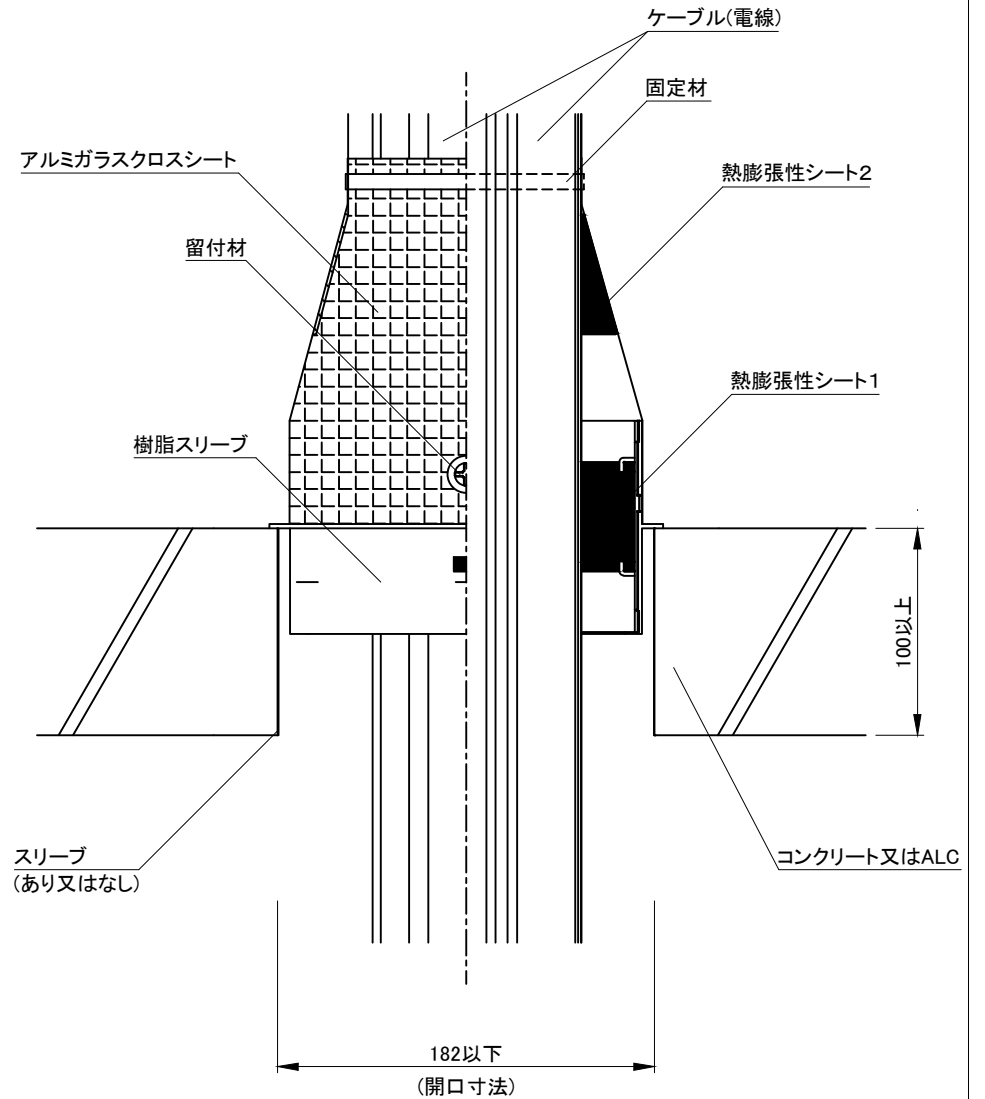 ケーブル(電線)
固定材
アルミガラスクロスシート
熱膨張性シート2
留付材
熱膨張性シート1
樹脂スリーブ
100以上
スリーブ
(あり又はなし)
コンクリート又はALC
182以下
(開口寸法)